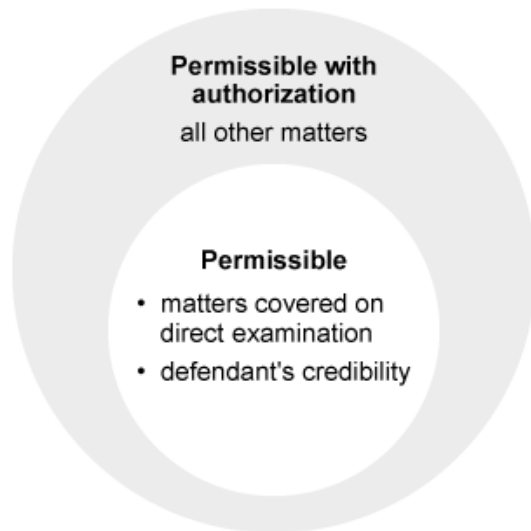 Permissible with
authorization
all other matters
Permissible
• matters covered on
direct examination
• defendant's credibility